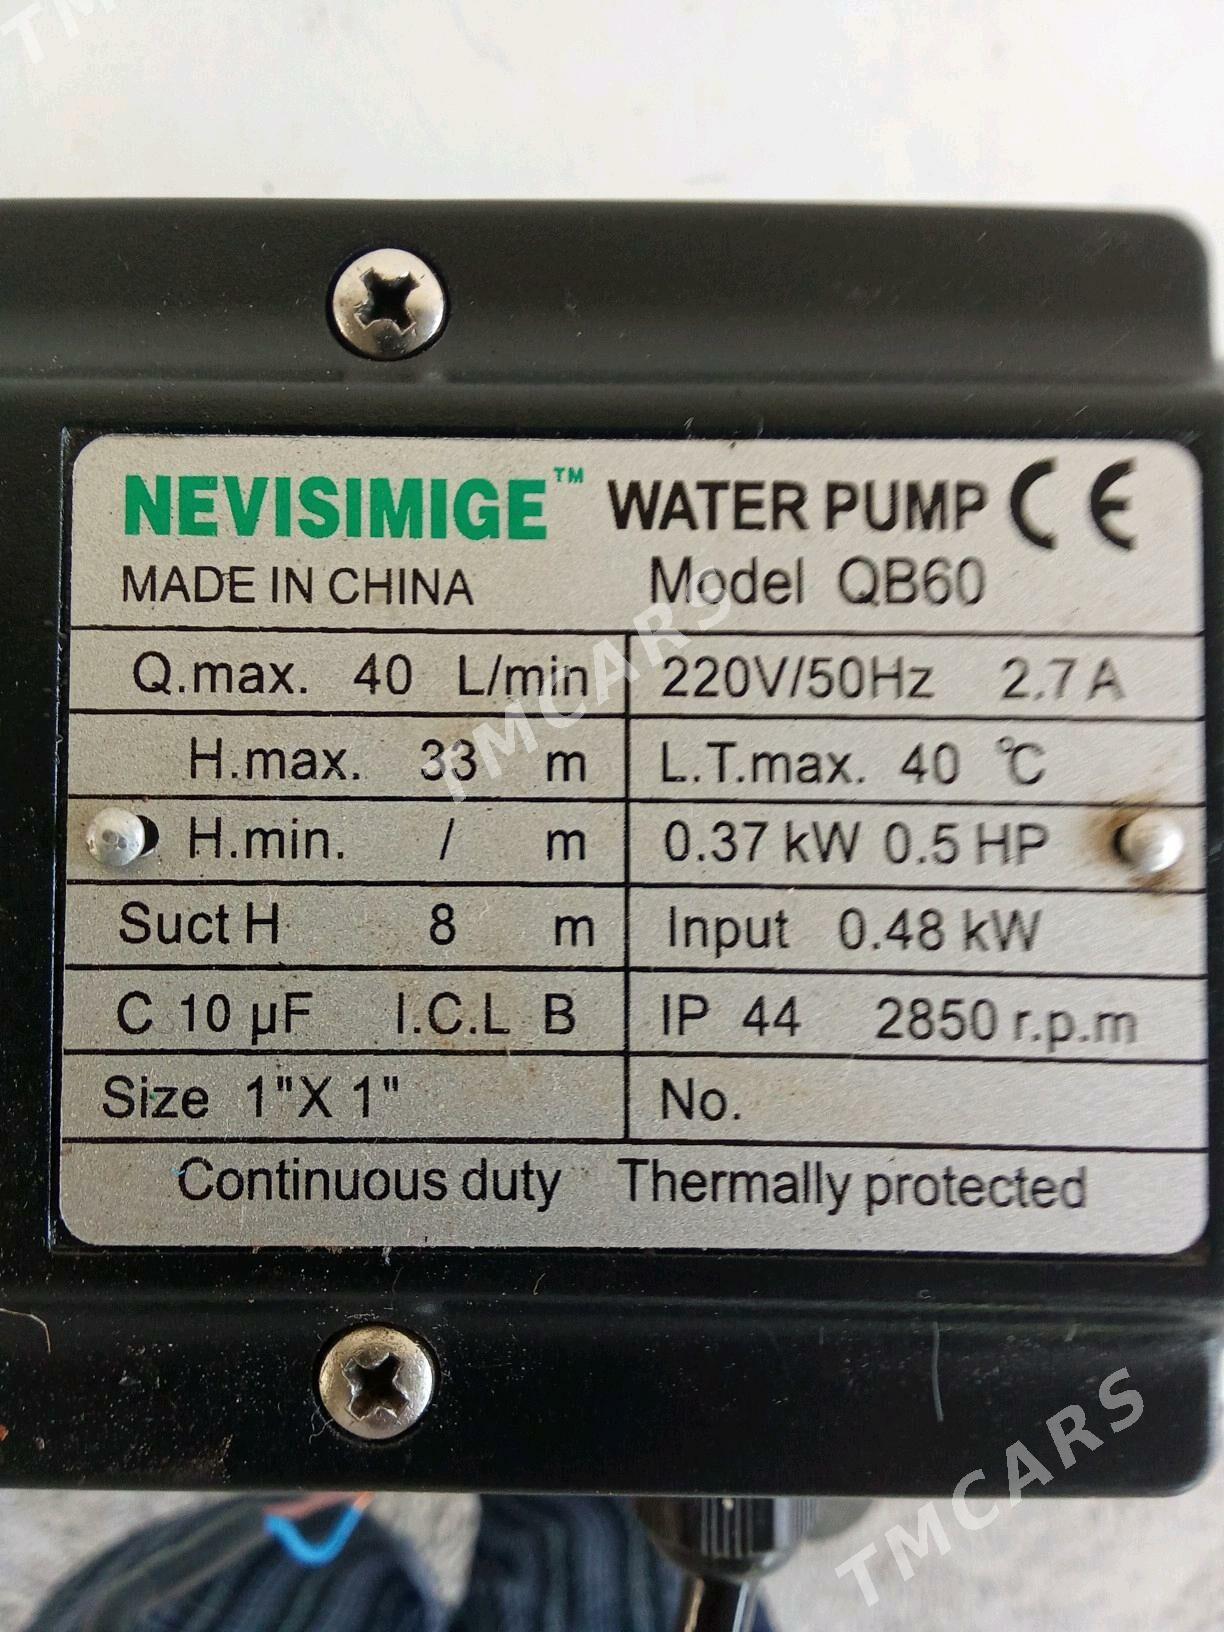 NEVISIMIGE™ WATER PUMP CE
MADE IN CHINA Model QB60
Q.max. 40 L/min 220V/50Hz 2.7 A
H.max. 33 m L.T.max. 40 °C
H.min. / m 0.37 kW 0.5 HP
Suct H 8 m Input 0.48 kW
C 10 µF I.C.L B IP 44 2850 r.p.m
Size 1"X 1" No.
Continuous duty Thermally protected
TMCARS
TMCARS